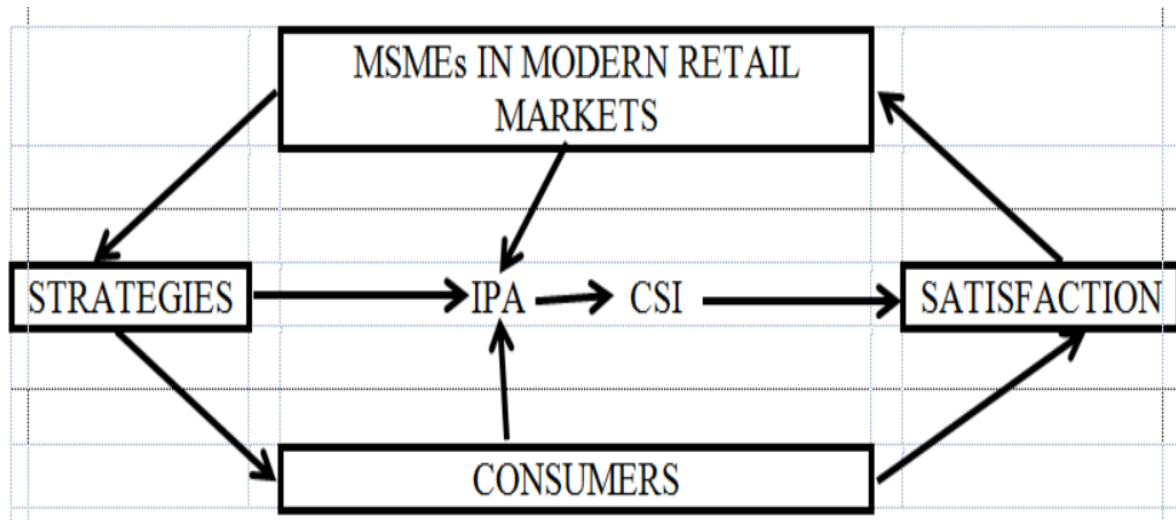 MSMEs IN MODERN RETAIL
MARKETS
STRATEGIES
IPA
CSI
SATISFACTION
CONSUMERS